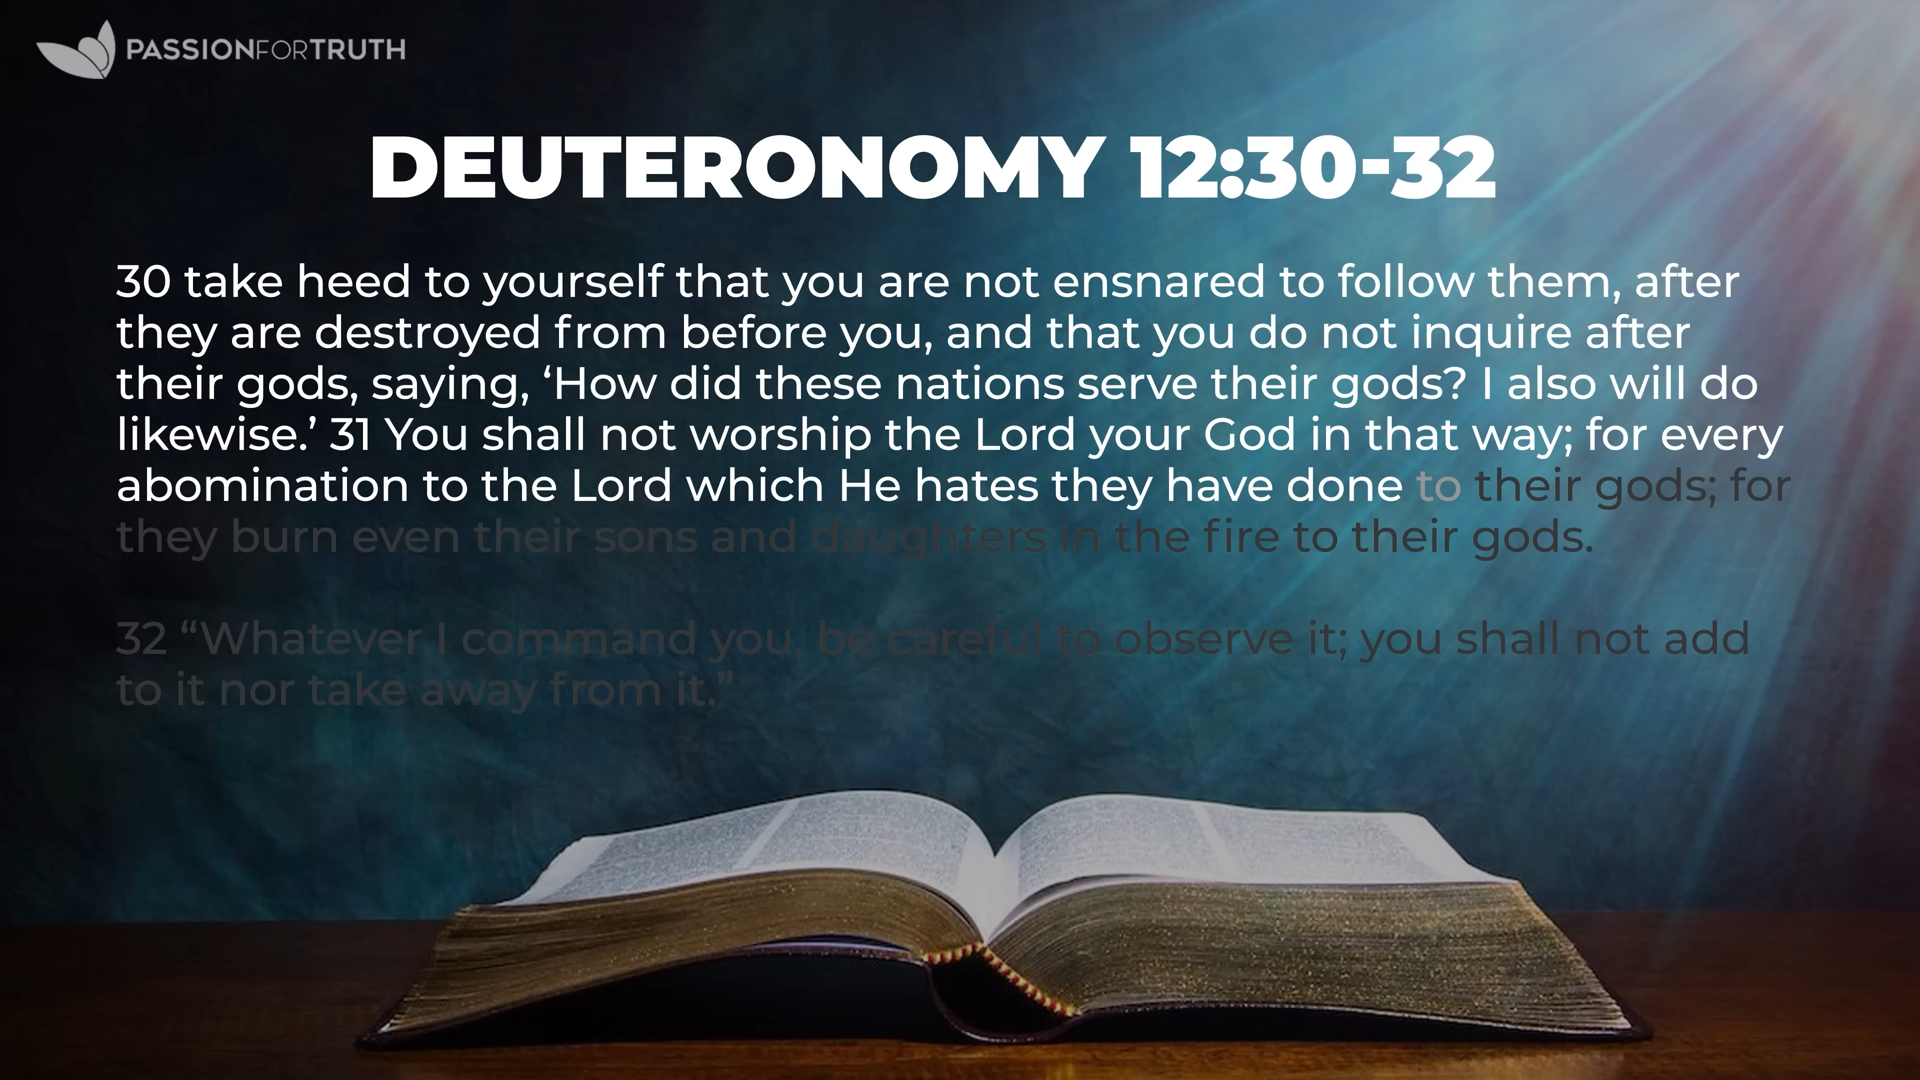 PASSIONFORTRUTH
DEUTERONOMY 12:30-32
30 take heed to yourself that you are not ensnared to follow them, after
they are destroyed from before you, and that you do not inquire after
their gods, saying, ‘How did these nations serve their gods? I also will do
likewise.’ 31 You shall not worship the Lord your God in that way; for every
abomination to the Lord which He hates they have done to their gods; for
they burn even their sons and daughters in the fire to their gods.
32 “Whatever I command you, be careful to observe it; you shall not add
to it nor take away from it.”